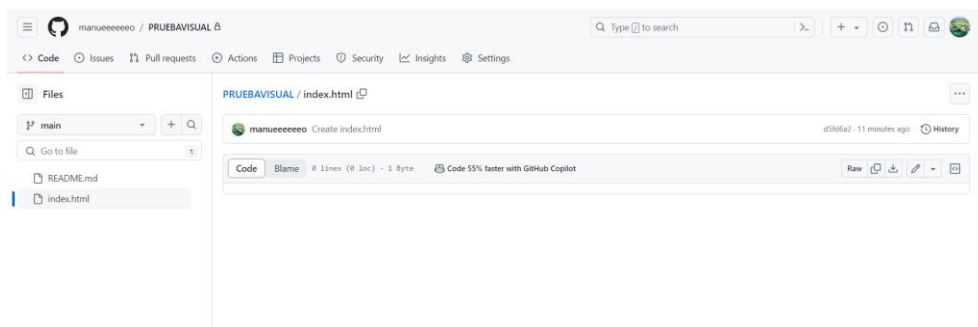 manueeeeeeo / PRUEBAVISUAL
Type / to search
Code Issues Pull requests Actions Projects Security Insights Settings
Files
PRUEBAVISUAL / index.html
main
manueeeeeeo Create index.html
d5fd6a2 · 11 minutes ago History
Go to file t
Code Blame 0 lines (0 loc) · 1 Byte Code 55% faster with GitHub Copilot
Raw
README.md
index.html